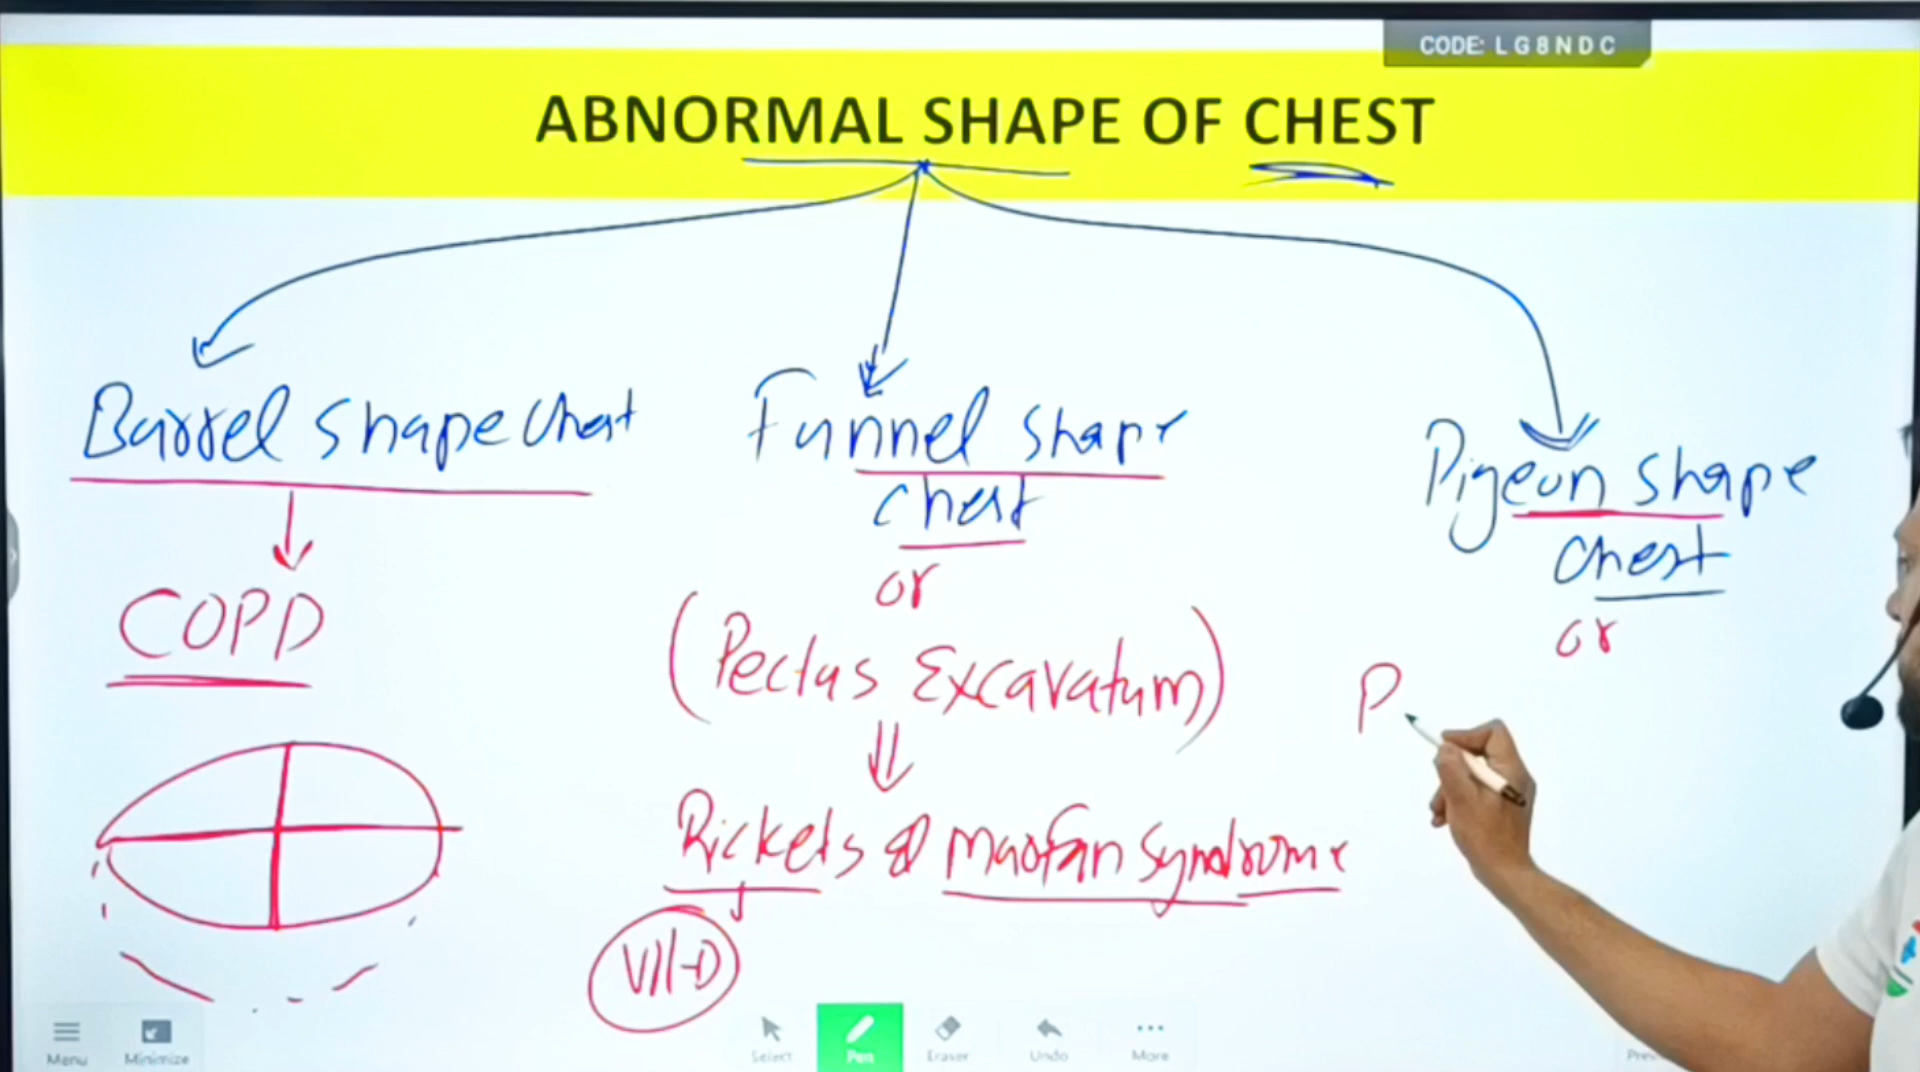 CODE: L G 8 N D C
ABNORMAL SHAPE OF CHEST
Barrel shape chest
COPD
Funnel shape
chest
or
(Pectus Excavatum)
Rickets & Marfan Syndrome
Vit-D
Pigeon shape
chest
or
P
Menu
Minimize
Select
Pen
Eraser
Undo
More